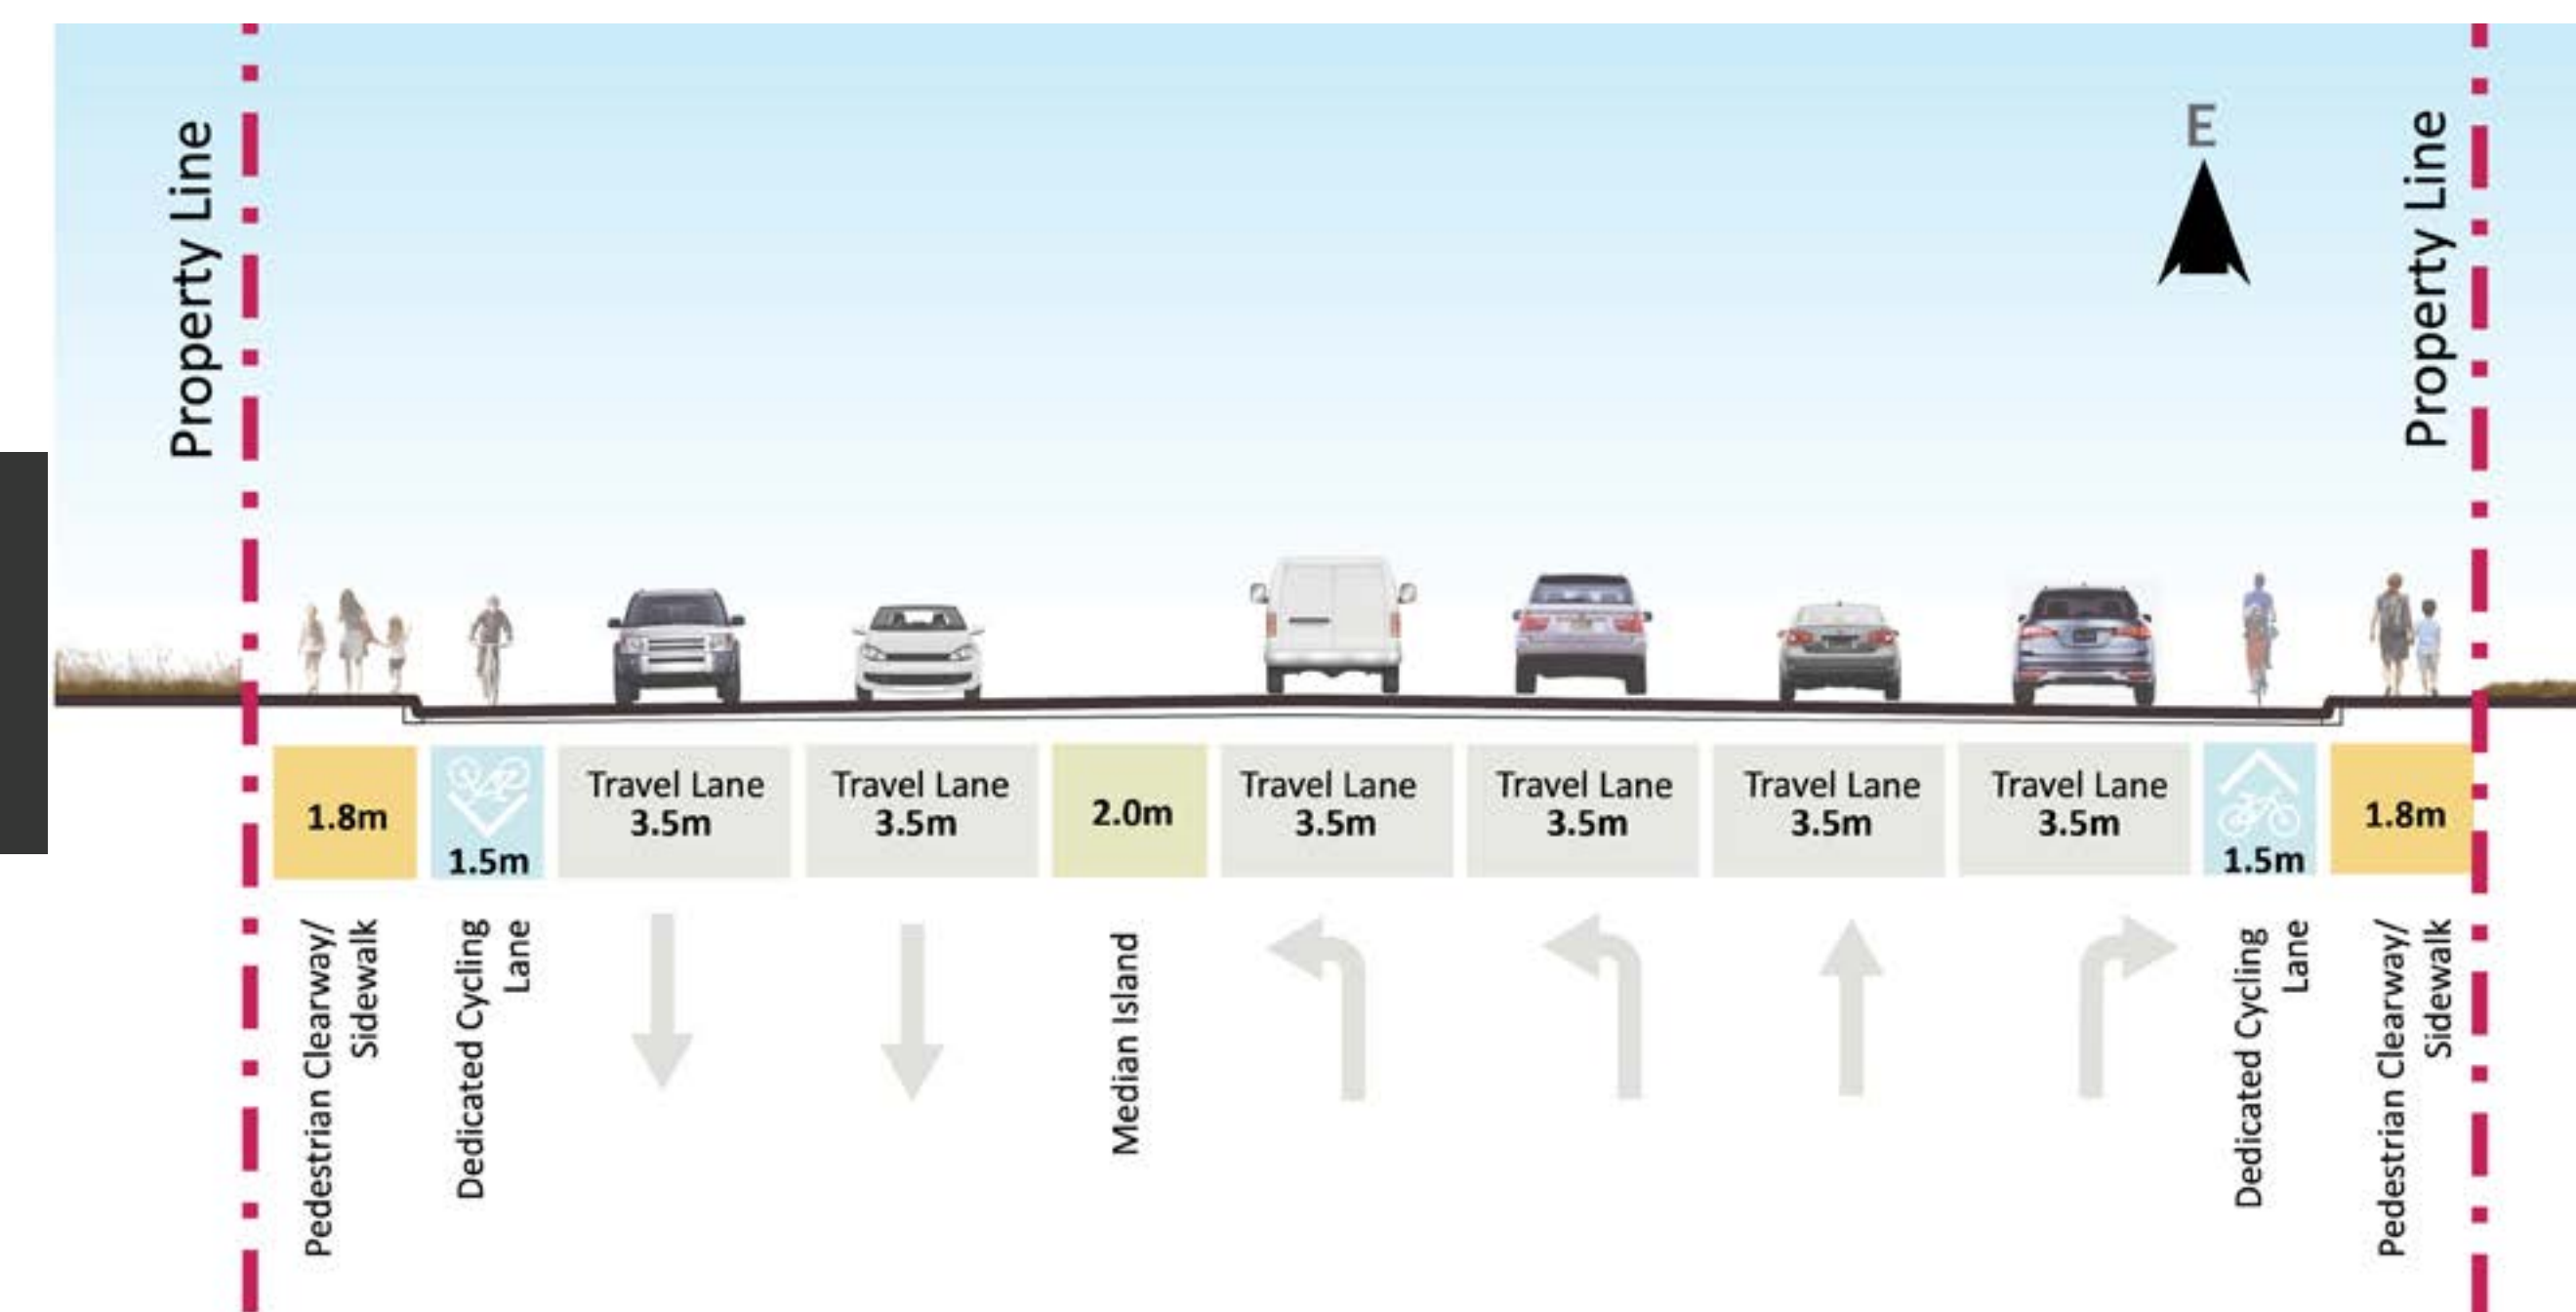 Property Line
E
Property Line
1.8m
1.5m
Travel Lane
3.5m
Travel Lane
3.5m
2.0m
Travel Lane
3.5m
Travel Lane
3.5m
Travel Lane
3.5m
Travel Lane
3.5m
1.5m
1.8m
Pedestrian Clearway/
Sidewalk
Dedicated Cycling
Lane
Median Island
Dedicated Cycling
Lane
Pedestrian Clearway/
Sidewalk